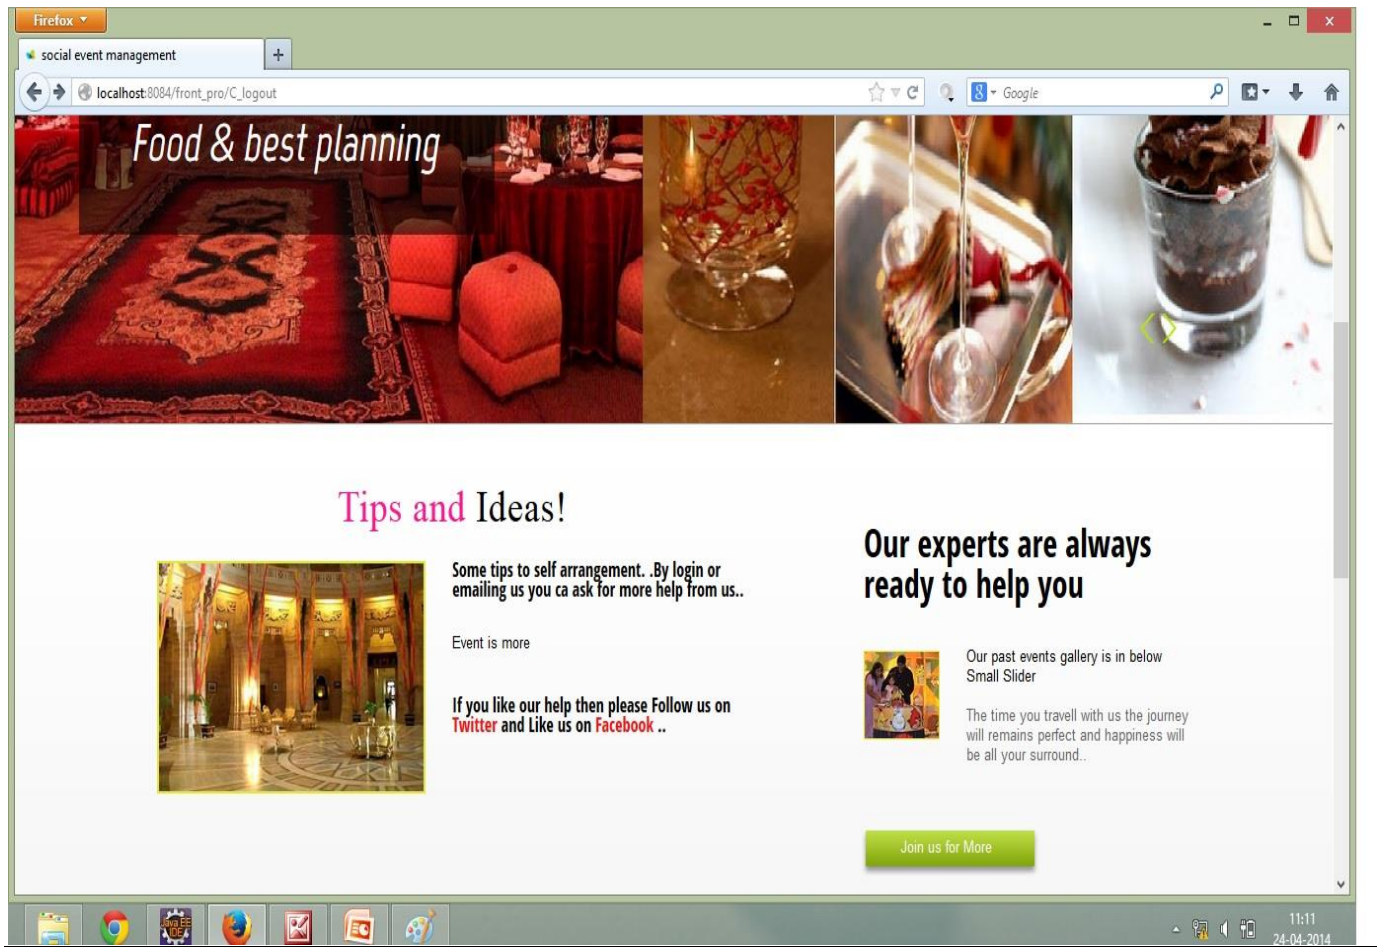 Firefox
social event management
localhost:8084/front_pro/C_logout
Google
Food & best planning
Tips and Ideas!
Our experts are always
ready to help you
Some tips to self arrangement. .By login or
emailing us you ca ask for more help from us..
Event is more
If you like our help then please Follow us on
Twitter and Like us on Facebook ..
Our past events gallery is in below
Small Slider
The time you travell with us the journey
will remains perfect and happiness will
be all your surround..
Join us for More
Java EE
IDE
11:11
24-04-2014